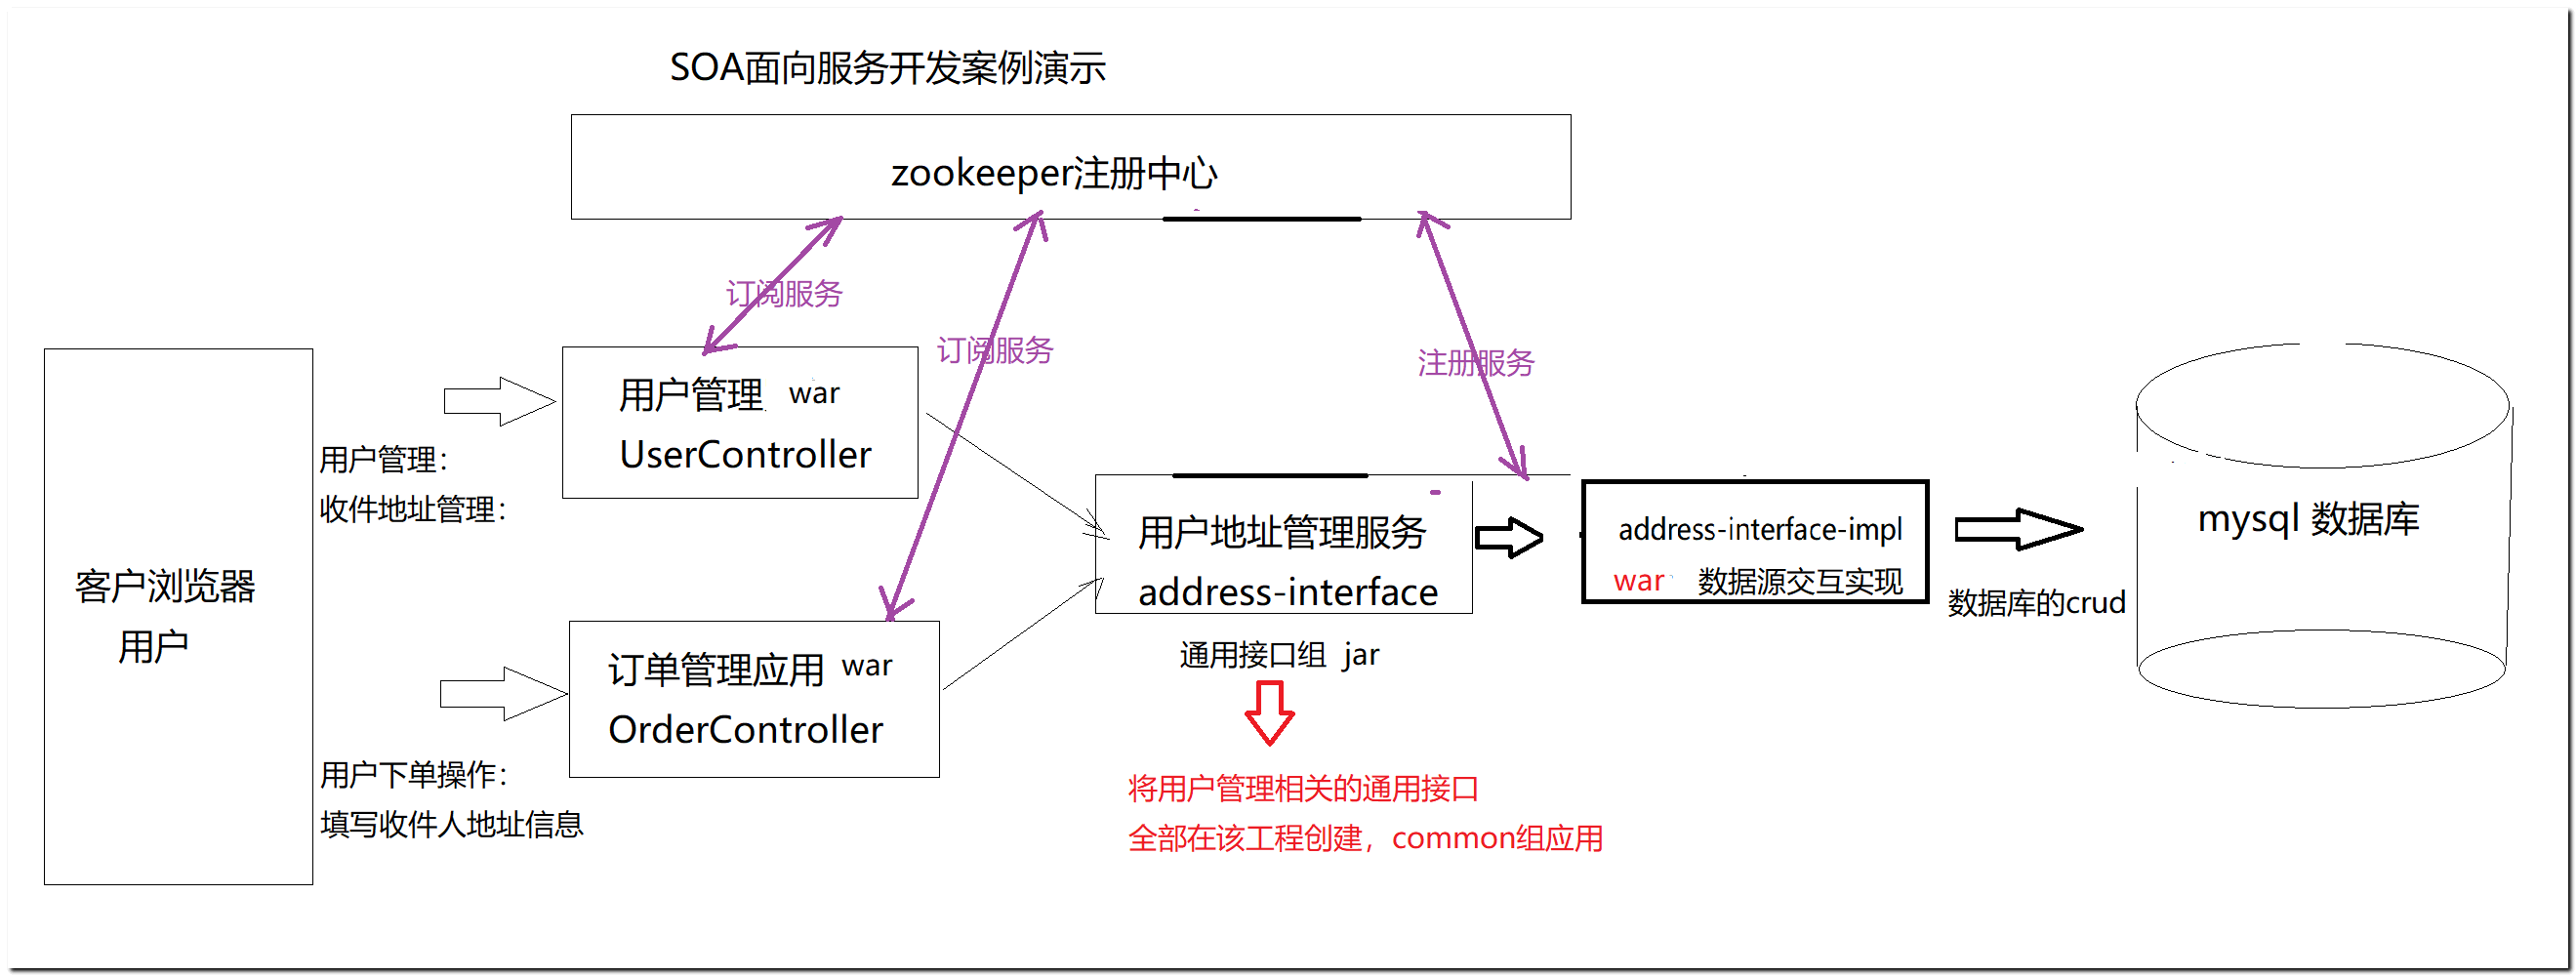 SOA面向服务开发案例演示
zookeeper注册中心
订阅服务
订阅服务
注册服务
用户管理 war
UserController
用户管理：
收件地址管理：
客户浏览器
用户
用户地址管理服务
address-interface
address-interface-impl
war 数据源交互实现
mysql 数据库
数据库的crud
通用接口组 jar
订单管理应用 war
OrderController
用户下单操作：
填写收件人地址信息
将用户管理相关的通用接口
全部在该工程创建，common组应用